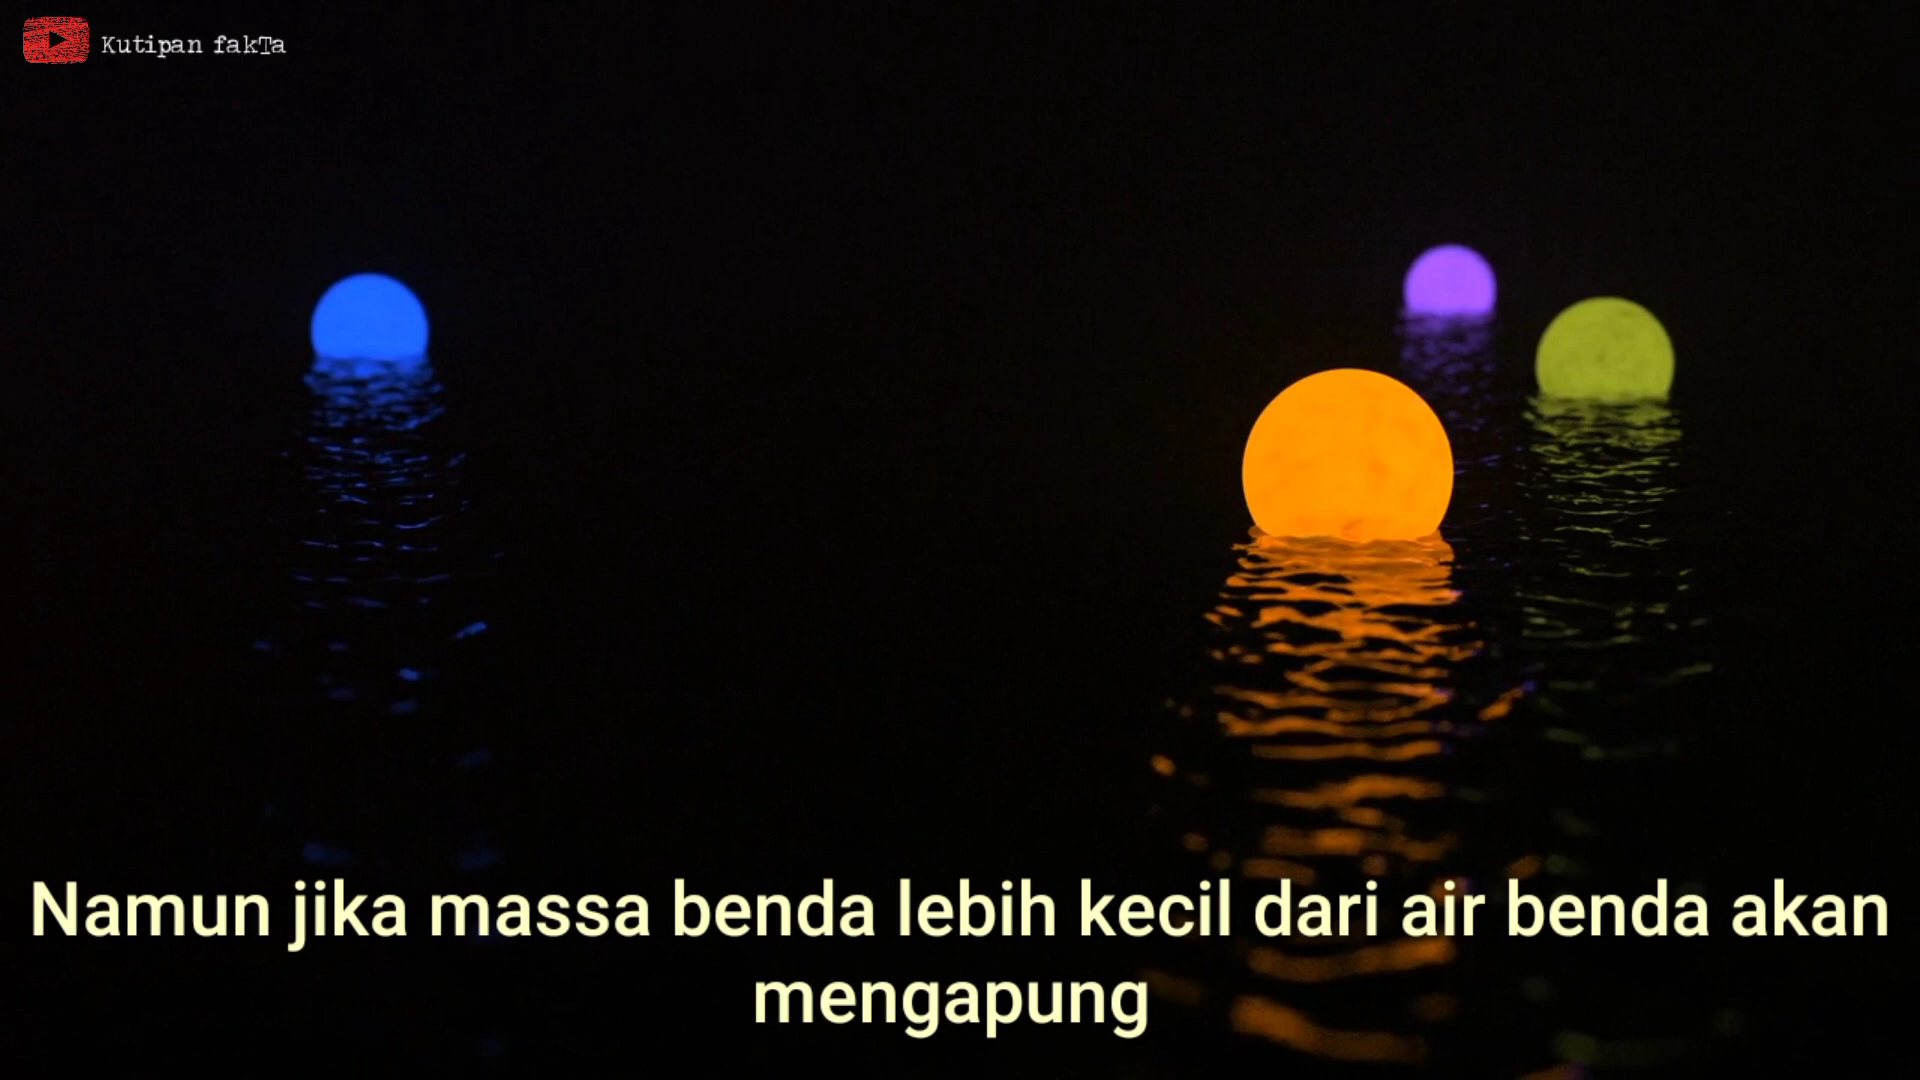 Kutipan fakTa
Namun jika massa benda lebih kecil dari air benda akan
mengapung